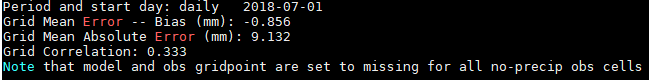 Period and start day: daily   2018-07-01
Grid Mean Error -- Bias (mm): -0.856
Grid Mean Absolute Error (mm): 9.132
Grid Correlation: 0.333
Note that model and obs gridpoint are set to missing for all no-precip obs cells